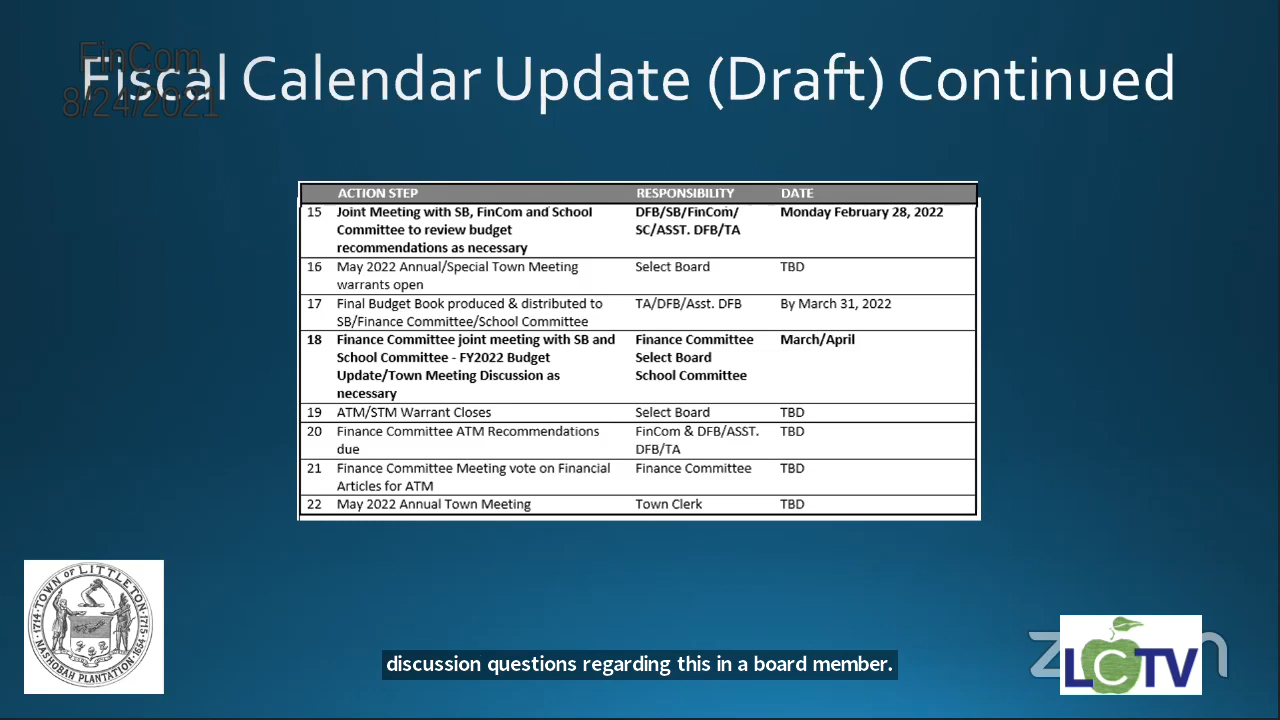 FinCom
8/24/2021
Fiscal Calendar Update (Draft) Continued
ACTION STEP RESPONSIBILITY DATE
15 Joint Meeting with SB, FinCom and School DFB/SB/FinCom/ Monday February 28, 2022
Committee to review budget SC/ASST. DFB/TA
recommendations as necessary
16 May 2022 Annual/Special Town Meeting Select Board TBD
warrants open
17 Final Budget Book produced & distributed to TA/DFB/Asst. DFB By March 31, 2022
SB/Finance Committee/School Committee
18 Finance Committee joint meeting with SB and Finance Committee March/April
School Committee - FY2022 Budget Select Board
Update/Town Meeting Discussion as School Committee
necessary
19 ATM/STM Warrant Closes Select Board TBD
20 Finance Committee ATM Recommendations FinCom & DFB/ASST. TBD
due DFB/TA
21 Finance Committee Meeting vote on Financial Finance Committee TBD
Articles for ATM
22 May 2022 Annual Town Meeting Town Clerk TBD
TOWN OF LITTLETON
1714 1715
NASHOBAH PLANTATION 1654
discussion questions regarding this in a board member.
zoom
LCTV